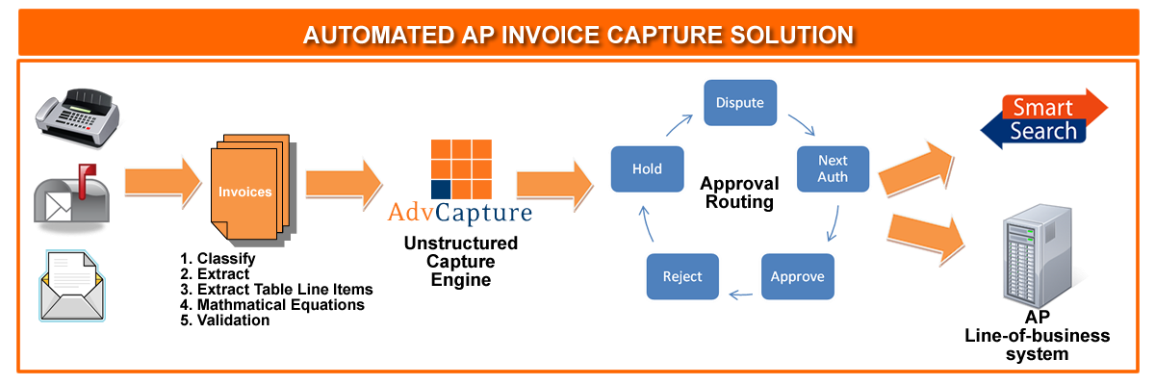 AUTOMATED AP INVOICE CAPTURE SOLUTION
Invoices
1. Classify
2. Extract
3. Extract Table Line Items
4. Mathmatical Equations
5. Validation
AdvCapture
Unstructured
Capture
Engine
Dispute
Hold
Next
Auth
Approval
Routing
Reject
Approve
Smart
Search
AP
Line-of-business
system